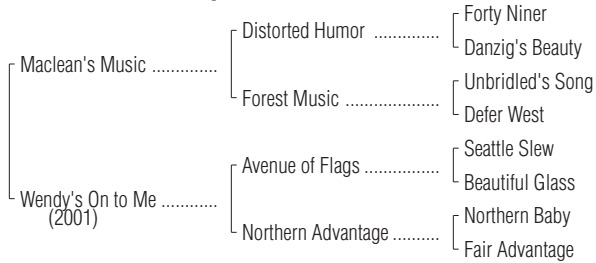 Forty Niner
Distorted Humor ..............
Danzig's Beauty
Maclean's Music ..............
Unbridled's Song
Forest Music ....................
Defer West
Seattle Slew
Avenue of Flags ................
Beautiful Glass
Wendy's On to Me ............
(2001)
Northern Baby
Northern Advantage ..........
Fair Advantage